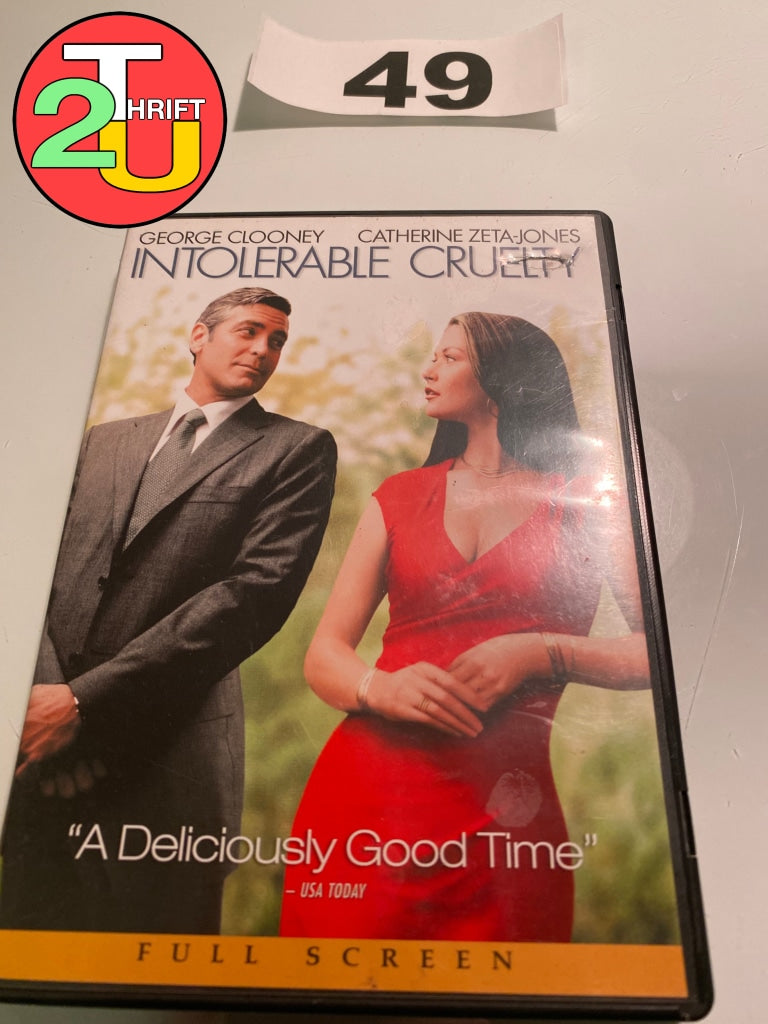 49
2
T
HRIFT
U
GEORGE CLOONEY CATHERINE ZETA-JONES
INTOLERABLE CRUELTY
"A Deliciously Good Time"
– USA TODAY
FULL SCREEN